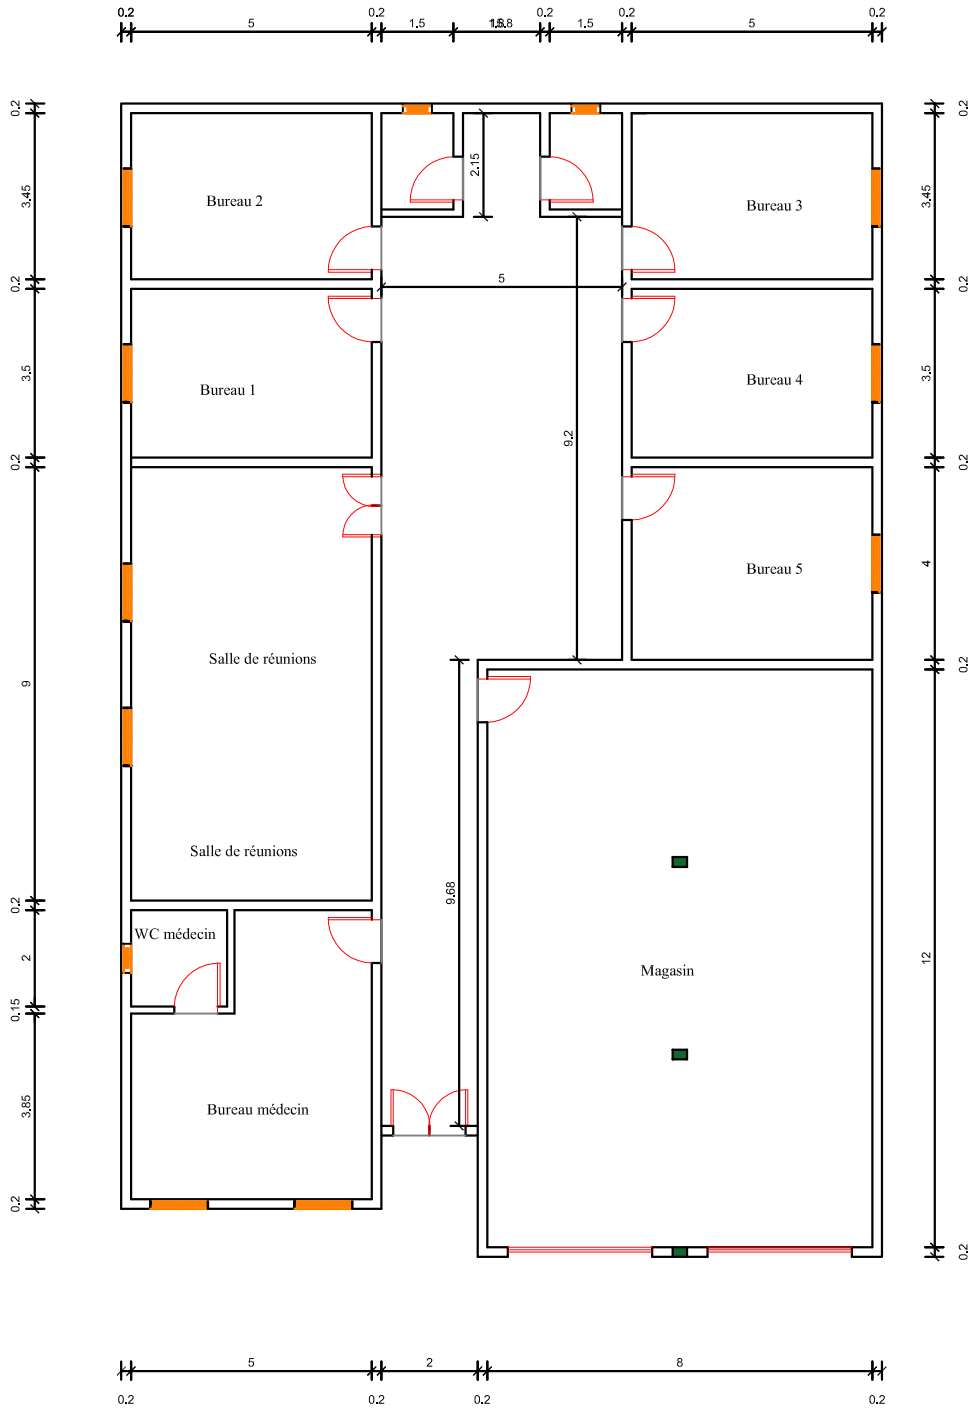 0.2 5 0.2 1.5 0.2 1.5 0.2 5 0.2
0.2 0.2
2.15
3.45 Bureau 2 Bureau 3 3.45
0.2 5 0.2
3.5 Bureau 1 Bureau 4 3.5
9.2
0.2 0.2
Bureau 5 4
Salle de réunions
0.2
9
Salle de réunions
9.68
0.2
WC médecin
2 Magasin 12
0.15
3.85 Bureau médecin
0.2 0.2
5 2 8
0.2 0.2 0.2 0.2